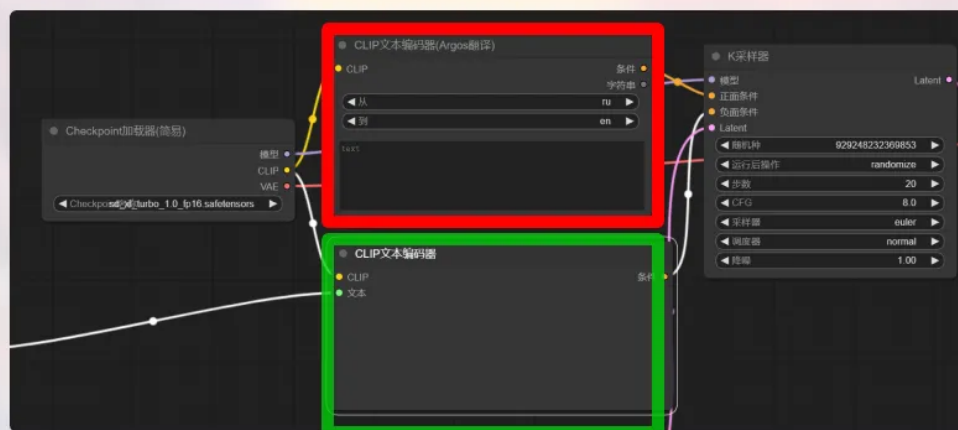 Checkpoint加载器(简易)
模型
CLIP
VAE
sd_xl_turbo_1.0_fp16.safetensors
CLIP文本编码器(Argos翻译)
CLIP
条件
字符串
从 ru
到 en
text
CLIP文本编码器
CLIP
条件
文本
K采样器
模型
Latent
正面条件
负面条件
Latent
随机种 929248232369853
运行后操作 randomize
步数 20
CFG 8.0
采样器 euler
调度器 normal
降噪 1.00